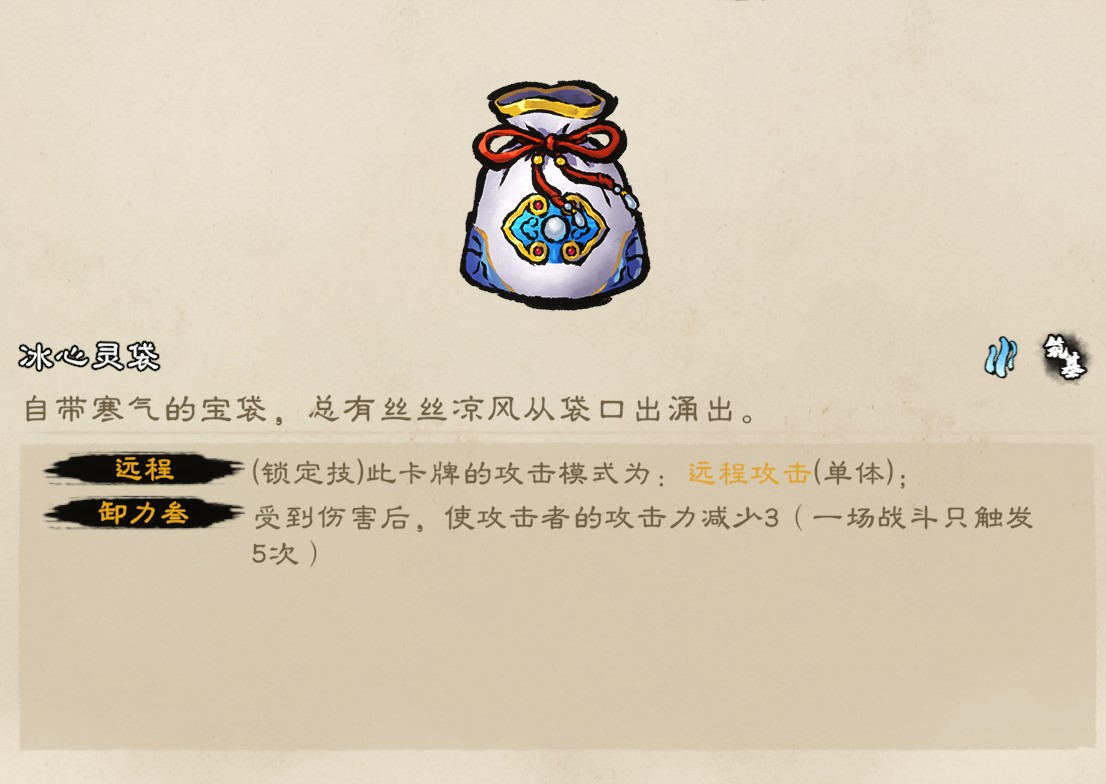 冰心灵袋
筑基
自带寒气的宝袋，总有丝丝凉风从袋口出涌出。
远程 (锁定技)此卡牌的攻击模式为：远程攻击(单体)；
卸力叁 受到伤害后，使攻击者的攻击力减少3（一场战斗只触发
5次）